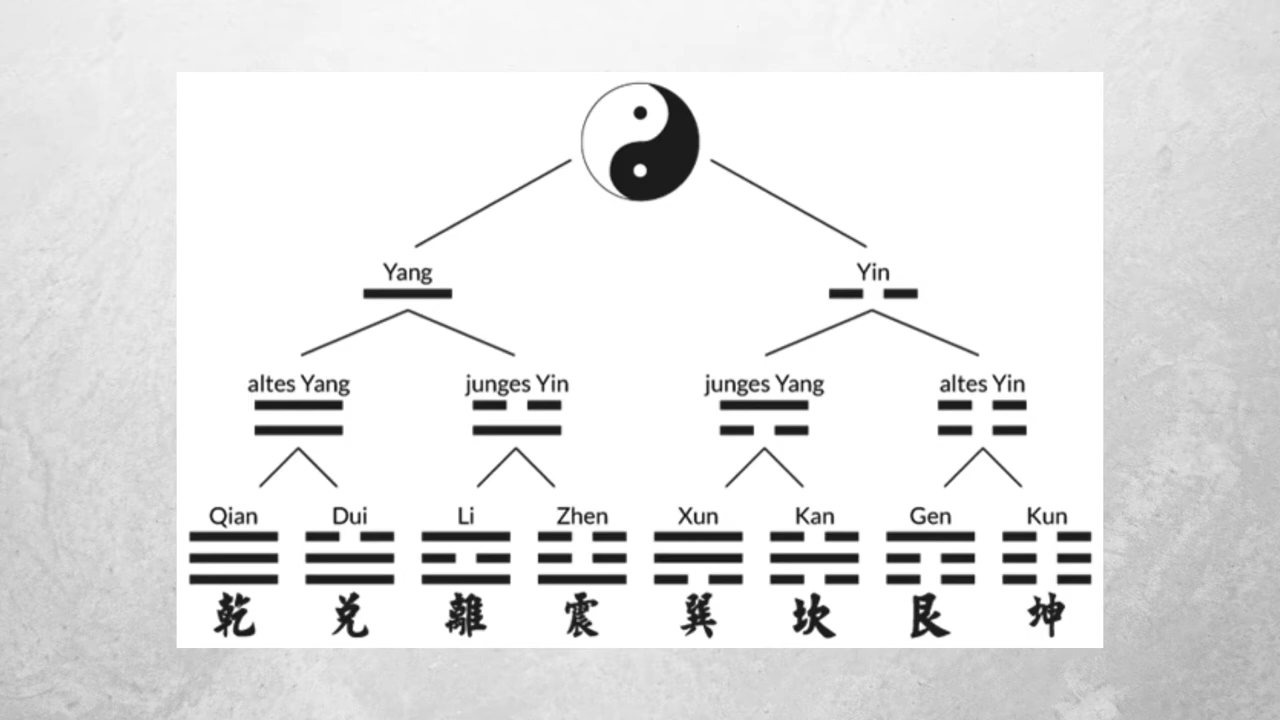 Yang
Yin
altes Yang
junges Yin
junges Yang
altes Yin
Qian
Dui
Li
Zhen
Xun
Kan
Gen
Kun
乾
兑
離
震
巽
坎
艮
坤